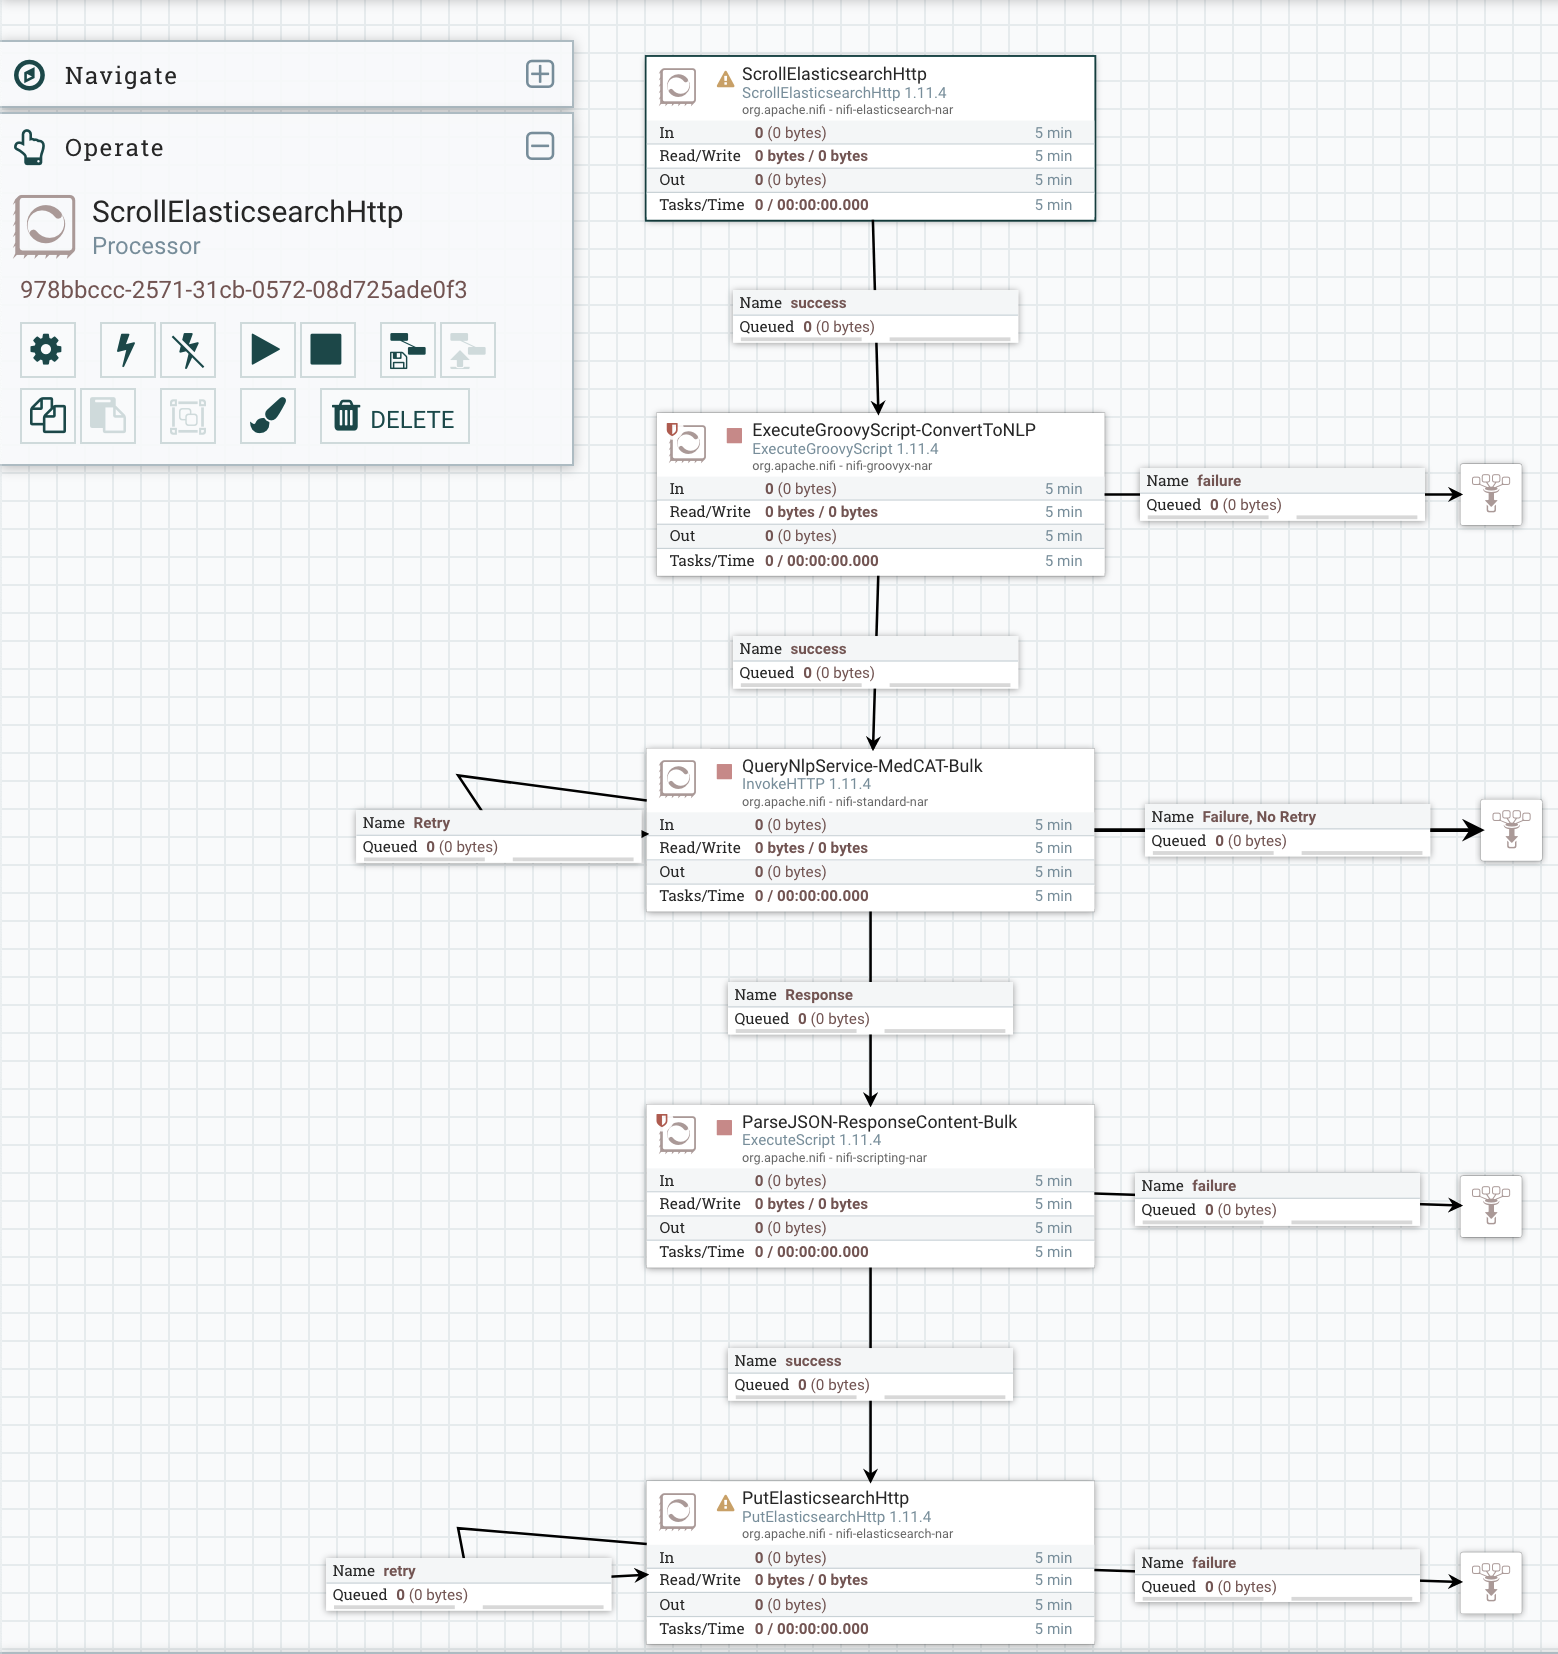 Navigate
Operate
ScrollElasticsearchHttp
Processor
978bbccc-2571-31cb-0572-08d725ade0f3
DELETE
ScrollElasticsearchHttp
ScrollElasticsearchHttp 1.11.4
org.apache.nifi - nifi-elasticsearch-nar
In 0 (0 bytes) 5 min
Read/Write 0 bytes / 0 bytes 5 min
Out 0 (0 bytes) 5 min
Tasks/Time 0 / 00:00:00.000 5 min
Name success
Queued 0 (0 bytes)
ExecuteGroovyScript-ConvertToNLP
ExecuteGroovyScript 1.11.4
org.apache.nifi - nifi-groovyx-nar
In 0 (0 bytes) 5 min
Read/Write 0 bytes / 0 bytes 5 min
Out 0 (0 bytes) 5 min
Tasks/Time 0 / 00:00:00.000 5 min
Name failure
Queued 0 (0 bytes)
Name success
Queued 0 (0 bytes)
QueryNlpService-MedCAT-Bulk
InvokeHTTP 1.11.4
org.apache.nifi - nifi-standard-nar
In 0 (0 bytes) 5 min
Read/Write 0 bytes / 0 bytes 5 min
Out 0 (0 bytes) 5 min
Tasks/Time 0 / 00:00:00.000 5 min
Name Retry
Queued 0 (0 bytes)
Name Failure, No Retry
Queued 0 (0 bytes)
Name Response
Queued 0 (0 bytes)
ParseJSON-ResponseContent-Bulk
ExecuteScript 1.11.4
org.apache.nifi - nifi-scripting-nar
In 0 (0 bytes) 5 min
Read/Write 0 bytes / 0 bytes 5 min
Out 0 (0 bytes) 5 min
Tasks/Time 0 / 00:00:00.000 5 min
Name failure
Queued 0 (0 bytes)
Name success
Queued 0 (0 bytes)
PutElasticsearchHttp
PutElasticsearchHttp 1.11.4
org.apache.nifi - nifi-elasticsearch-nar
In 0 (0 bytes) 5 min
Read/Write 0 bytes / 0 bytes 5 min
Out 0 (0 bytes) 5 min
Tasks/Time 0 / 00:00:00.000 5 min
Name retry
Queued 0 (0 bytes)
Name failure
Queued 0 (0 bytes)